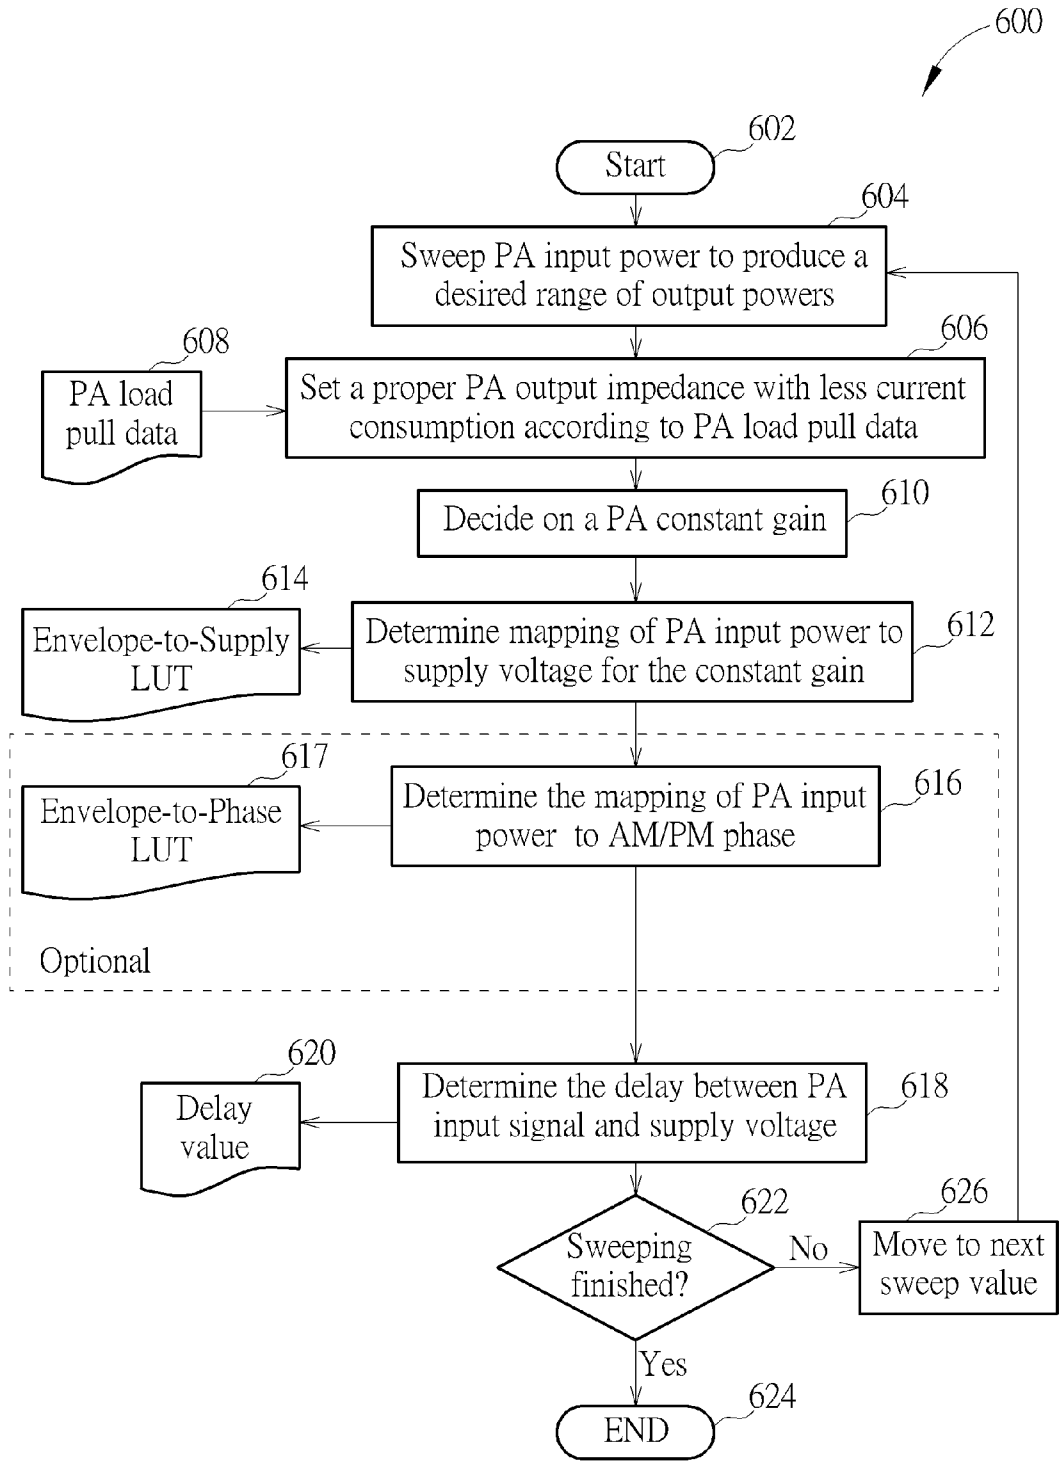 600
602
Start
604
Sweep PA input power to produce a
desired range of output powers
606
608
PA load
pull data
Set a proper PA output impedance with less current
consumption according to PA load pull data
610
Decide on a PA constant gain
614
Envelope-to-Supply
LUT
Determine mapping of PA input power to
supply voltage for the constant gain
612
617
Envelope-to-Phase
LUT
Determine the mapping of PA input
power to AM/PM phase
616
Optional
620
Delay
value
Determine the delay between PA
input signal and supply voltage
618
622
Sweeping
finished?
No
626
Move to next
sweep value
Yes
624
END